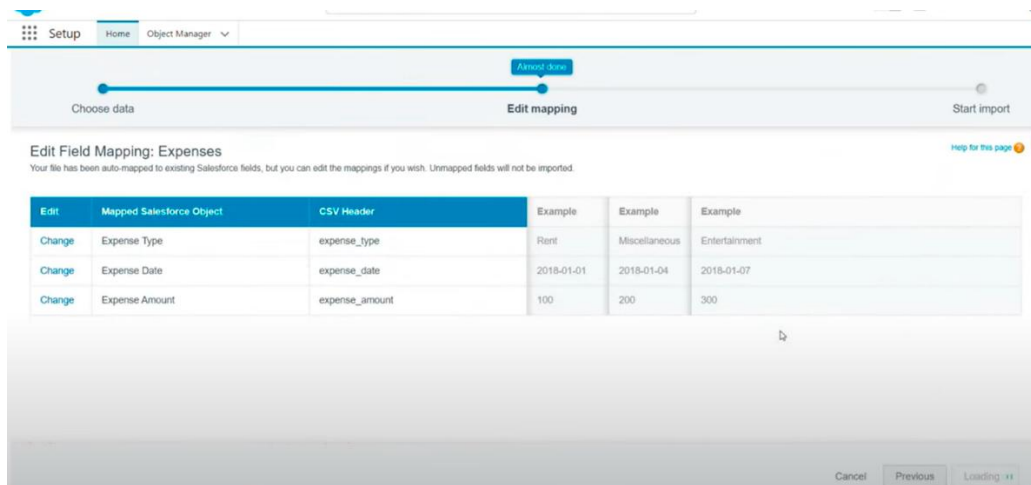 Setup Home Object Manager
Almost done
Choose data Edit mapping Start import
Edit Field Mapping: Expenses Help for this page
Your file has been auto-mapped to existing Salesforce fields, but you can edit the mappings if you wish. Unmapped fields will not be imported.
Edit Mapped Salesforce Object CSV Header Example Example Example
Change Expense Type expense_type Rent Miscellaneous Entertainment
Change Expense Date expense_date 2018-01-01 2018-01-04 2018-01-07
Change Expense Amount expense_amount 100 200 300
Cancel Previous Loading